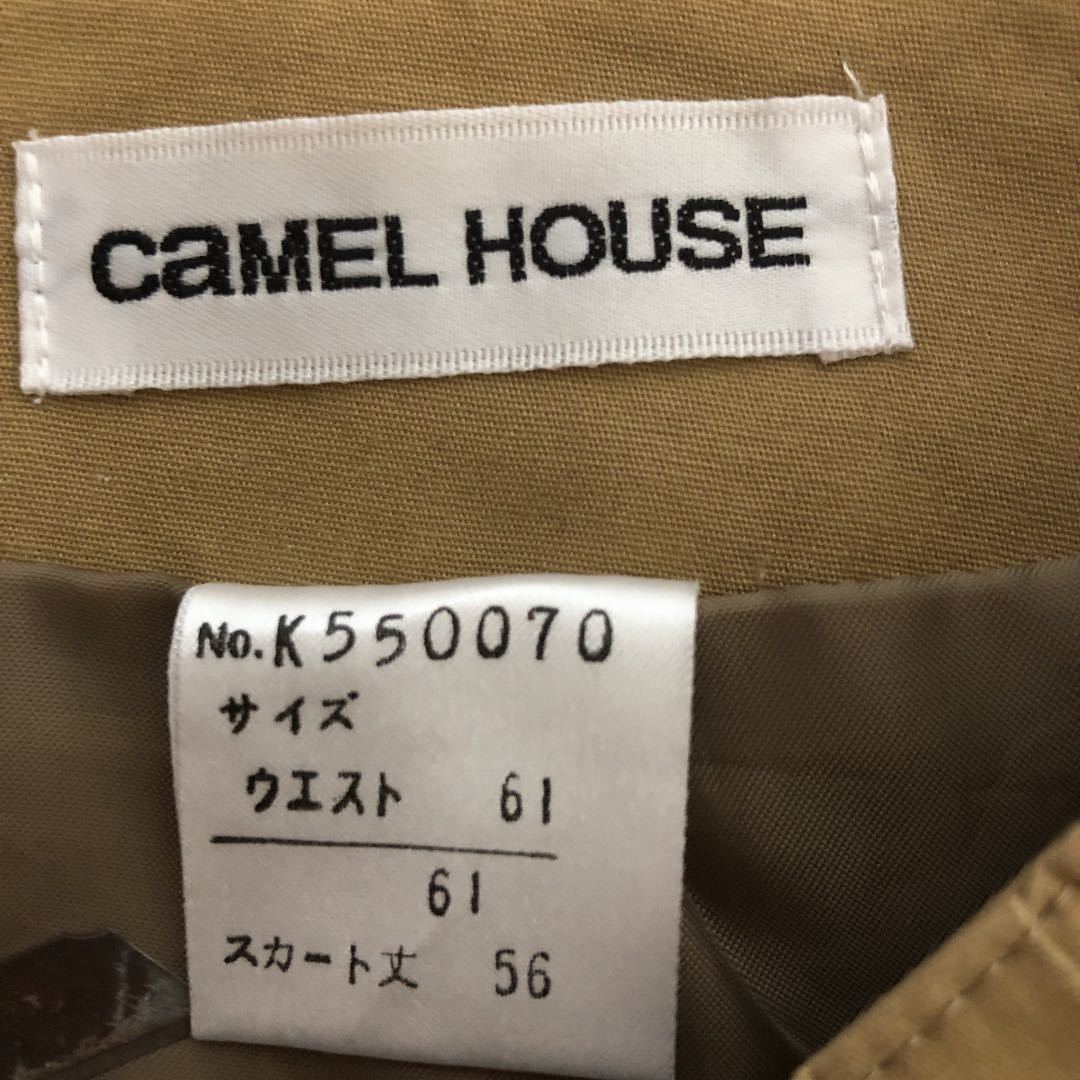 CaMEL HOUSE
No.K550070
サイズ
ウエスト 61
61
スカート丈 56